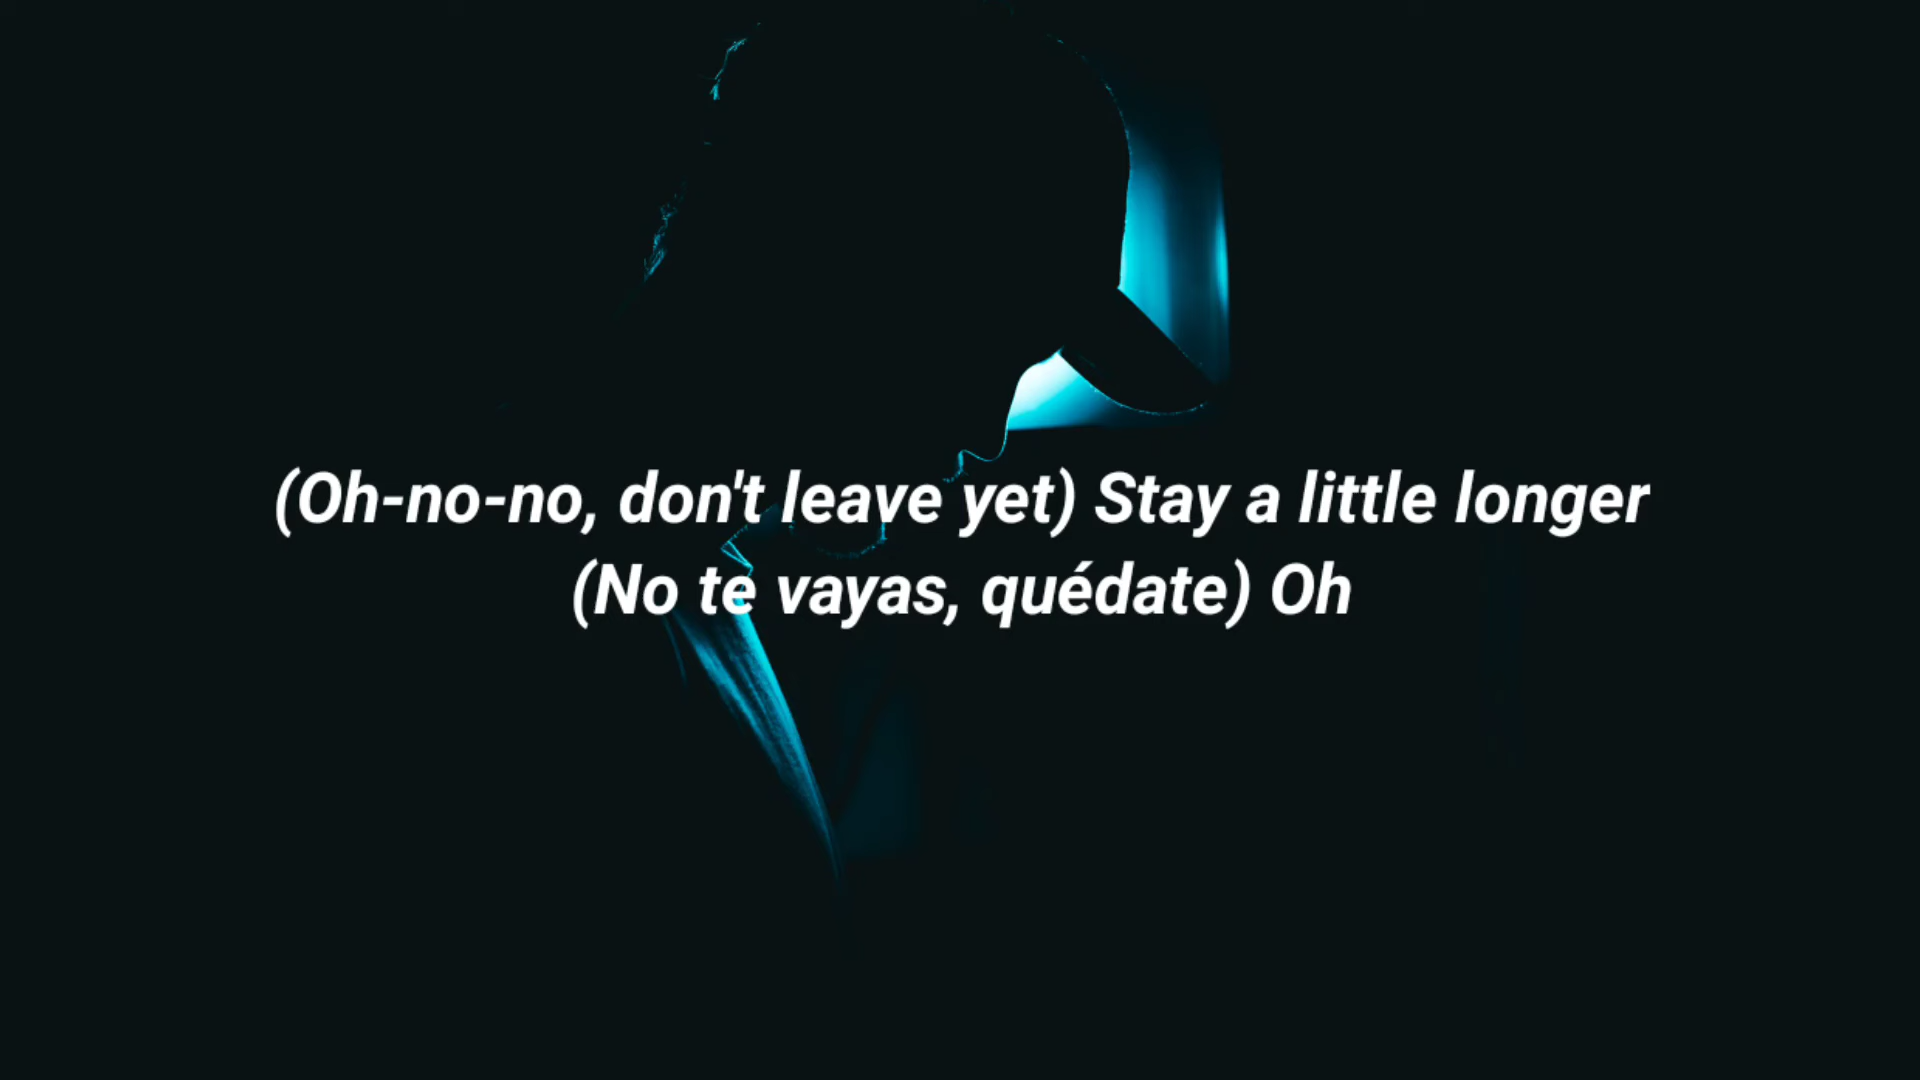 (Oh-no-no, don't leave yet) Stay a little longer
(No te vayas, quédate) Oh